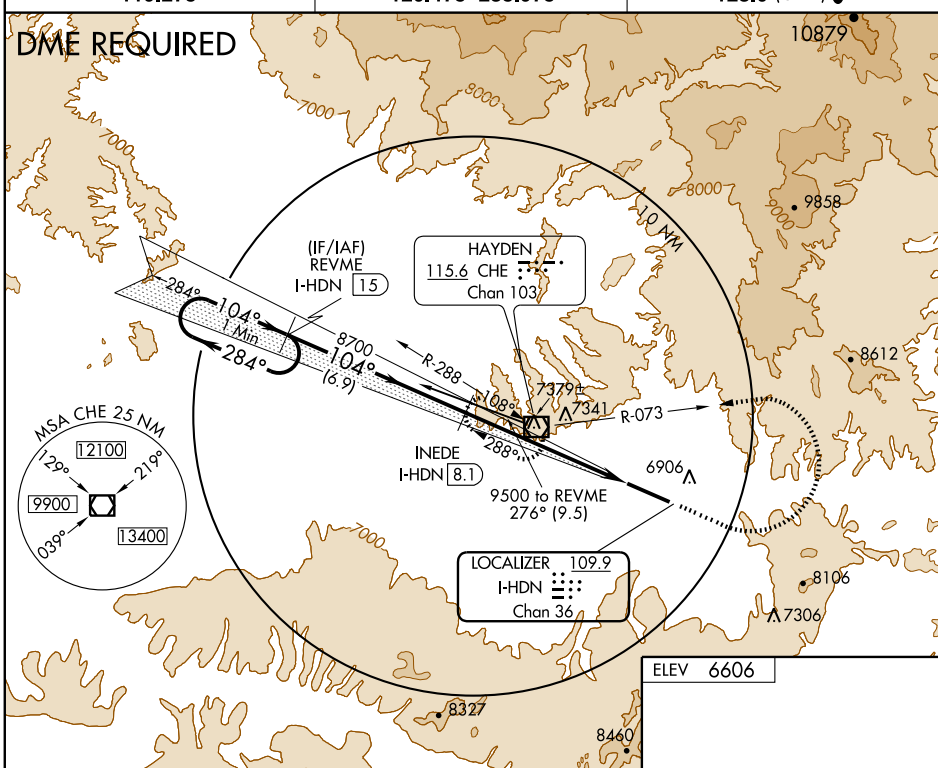 DME REQUIRED
10879
7000
8000
7000
8000
9858
10 NM
(IF/IAF)
REVME
I-HDN 15
HAYDEN
115.6 CHE
Chan 103
284°
104°
1 Min
284°
8700
104°
(6.9)
R-288
108°
7379±
7341
R-073
8612
288°
INEDE
I-HDN 8.1
9500 to REVME
276° (9.5)
6906
MSA CHE 25 NM
12100
129°
219°
9900
039°
13400
7000
LOCALIZER 109.9
I-HDN
Chan 36
8106
7306
8327
8460
ELEV 6606